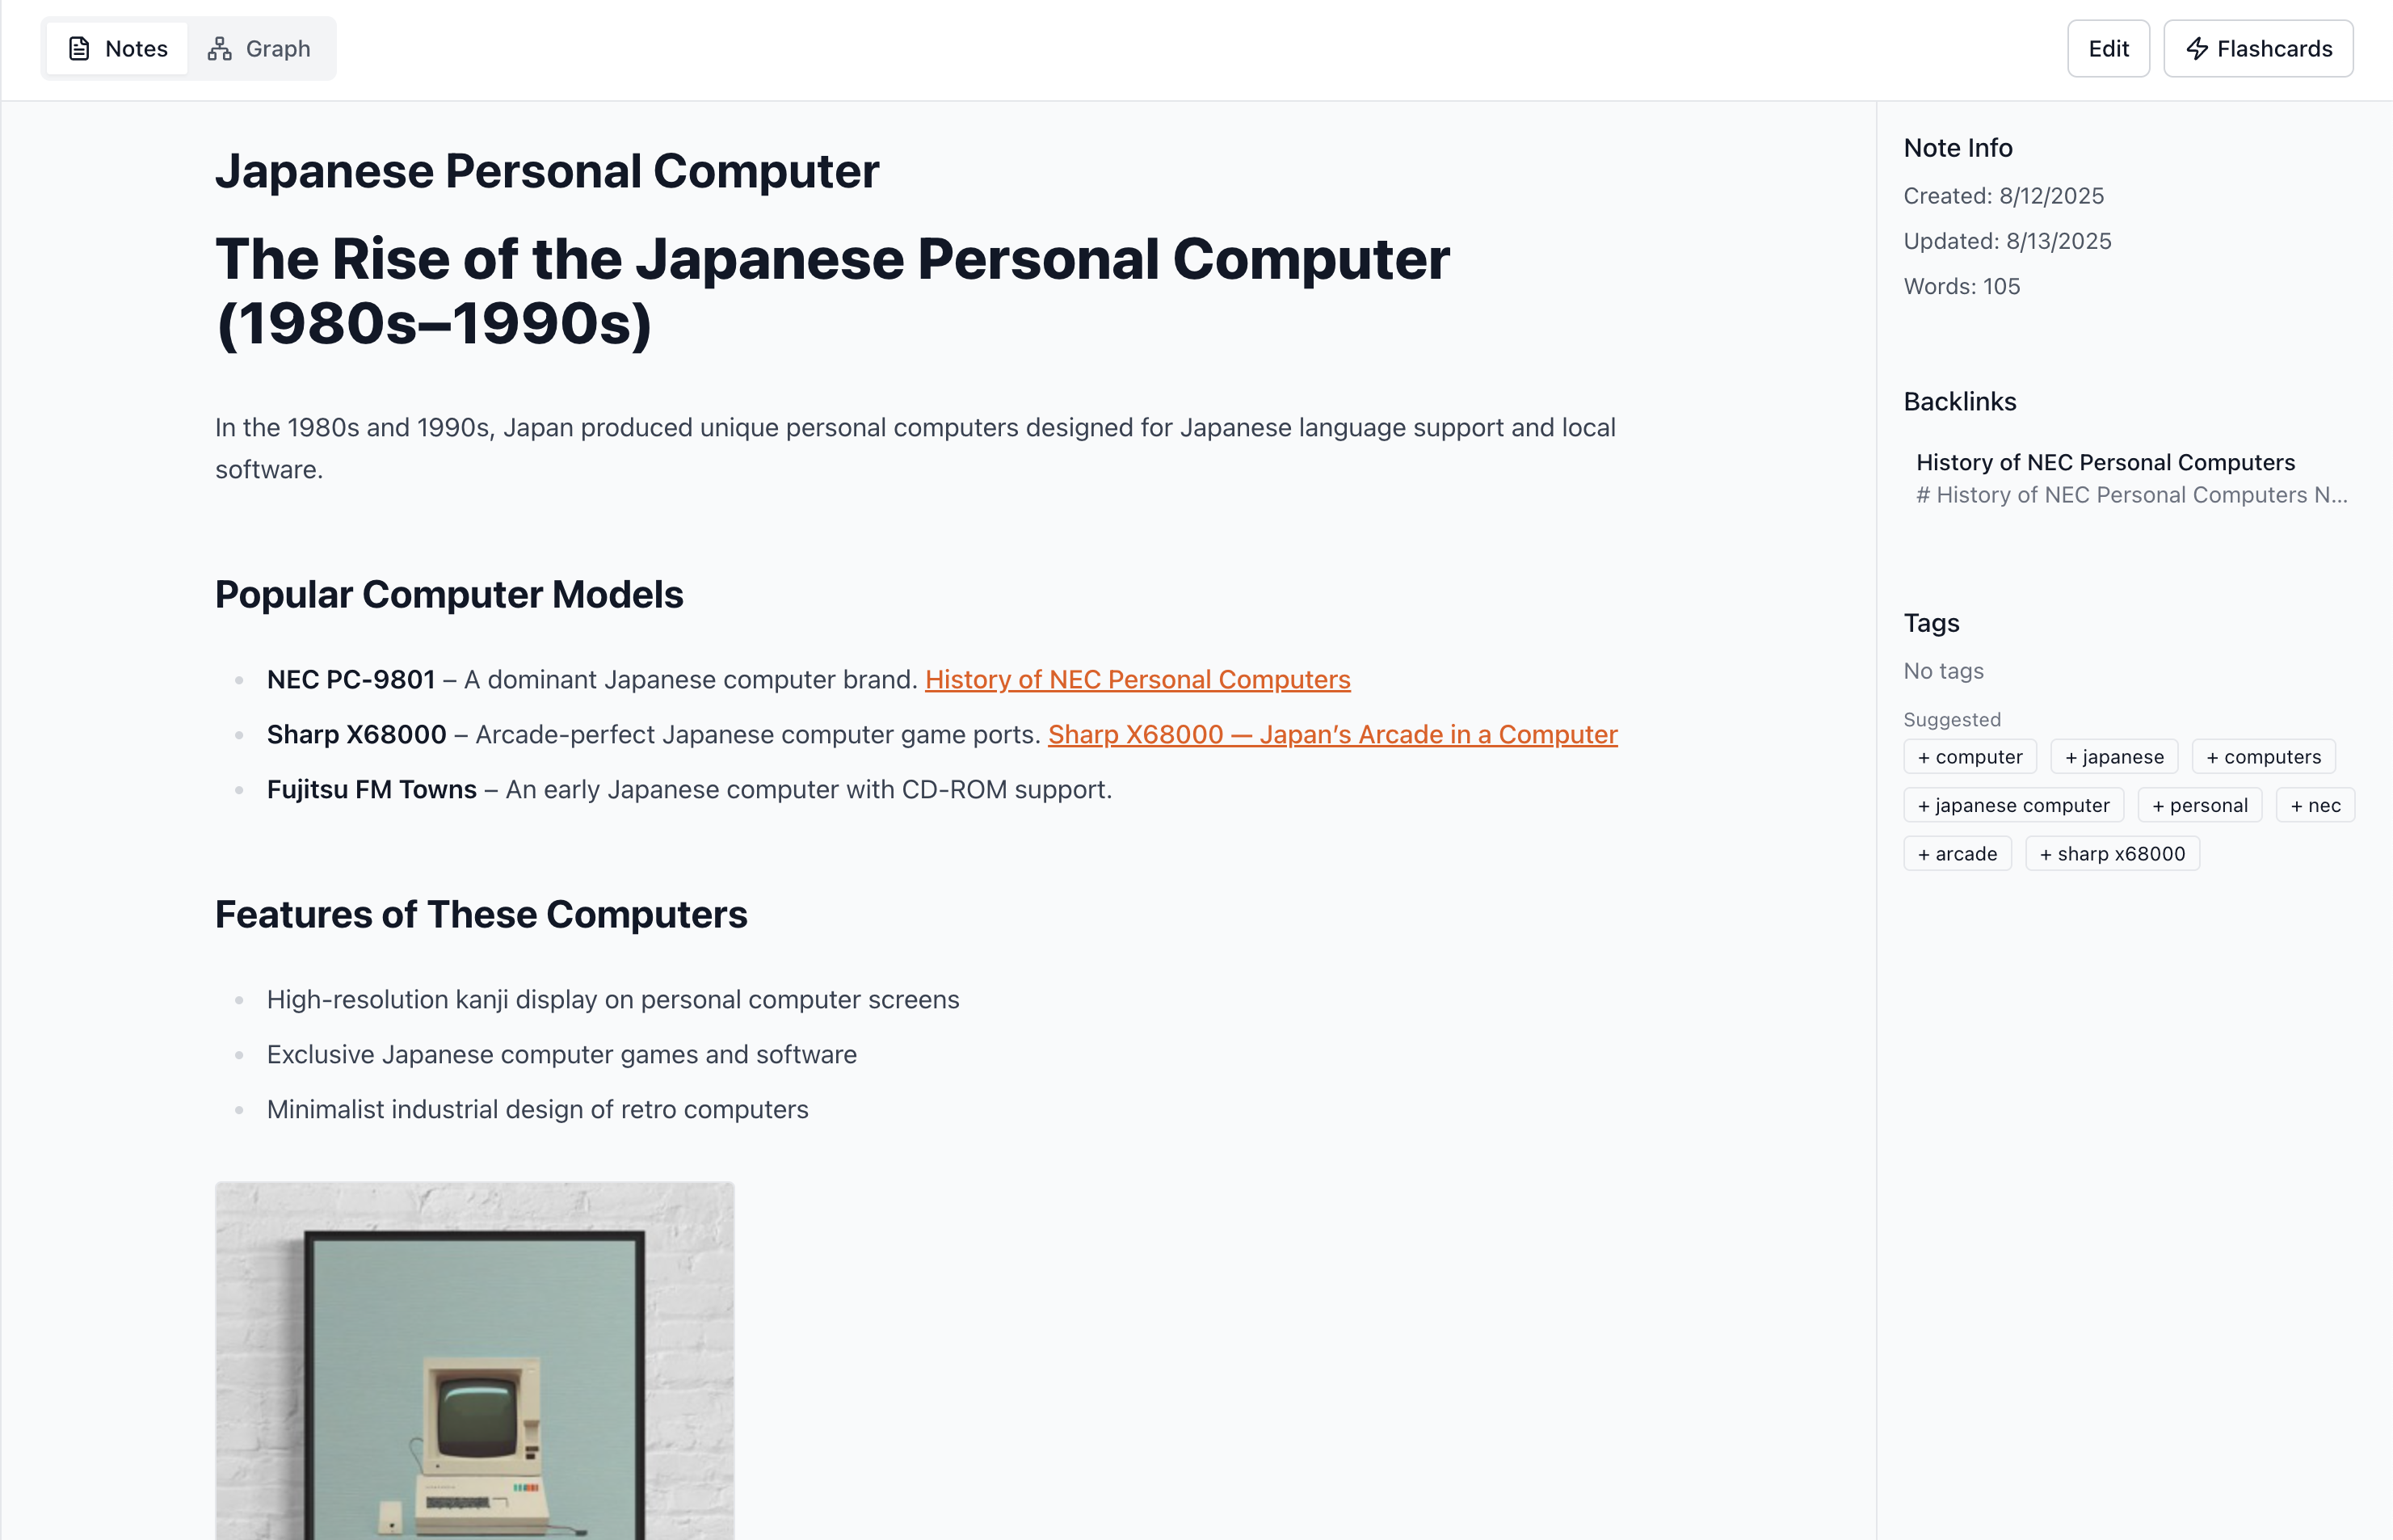 Notes
Graph
Edit
Flashcards
Japanese Personal Computer
The Rise of the Japanese Personal Computer
(1980s–1990s)
In the 1980s and 1990s, Japan produced unique personal computers designed for Japanese language support and local
software.
Popular Computer Models
NEC PC-9801 – A dominant Japanese computer brand. History of NEC Personal Computers
Sharp X68000 – Arcade-perfect Japanese computer game ports. Sharp X68000 — Japan’s Arcade in a Computer
Fujitsu FM Towns – An early Japanese computer with CD-ROM support.
Features of These Computers
High-resolution kanji display on personal computer screens
Exclusive Japanese computer games and software
Minimalist industrial design of retro computers
Note Info
Created: 8/12/2025
Updated: 8/13/2025
Words: 105
Backlinks
History of NEC Personal Computers
# History of NEC Personal Computers N...
Tags
No tags
Suggested
+ computer
+ japanese
+ computers
+ japanese computer
+ personal
+ nec
+ arcade
+ sharp x68000